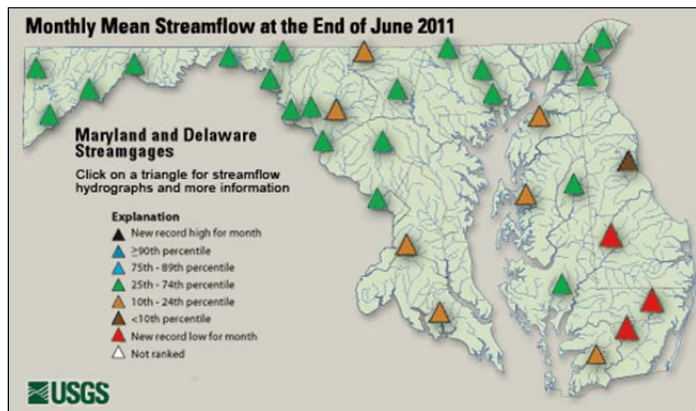 Monthly Mean Streamflow at the End of June 2011
Maryland and Delaware
Streamgages
Click on a triangle for streamflow
hydrographs and more information
Explanation
New record high for month
≥90th percentile
75th - 89th percentile
25th - 74th percentile
10th - 24th percentile
<10th percentile
New record low for month
Not ranked
USGS